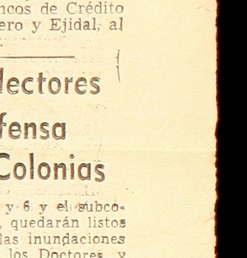 ncos de Crédito
ero y Ejidal, al
lectores
fensa
Colonias
y 6 y el subco-
, quedarán listos
las inundaciones
los Doctores y